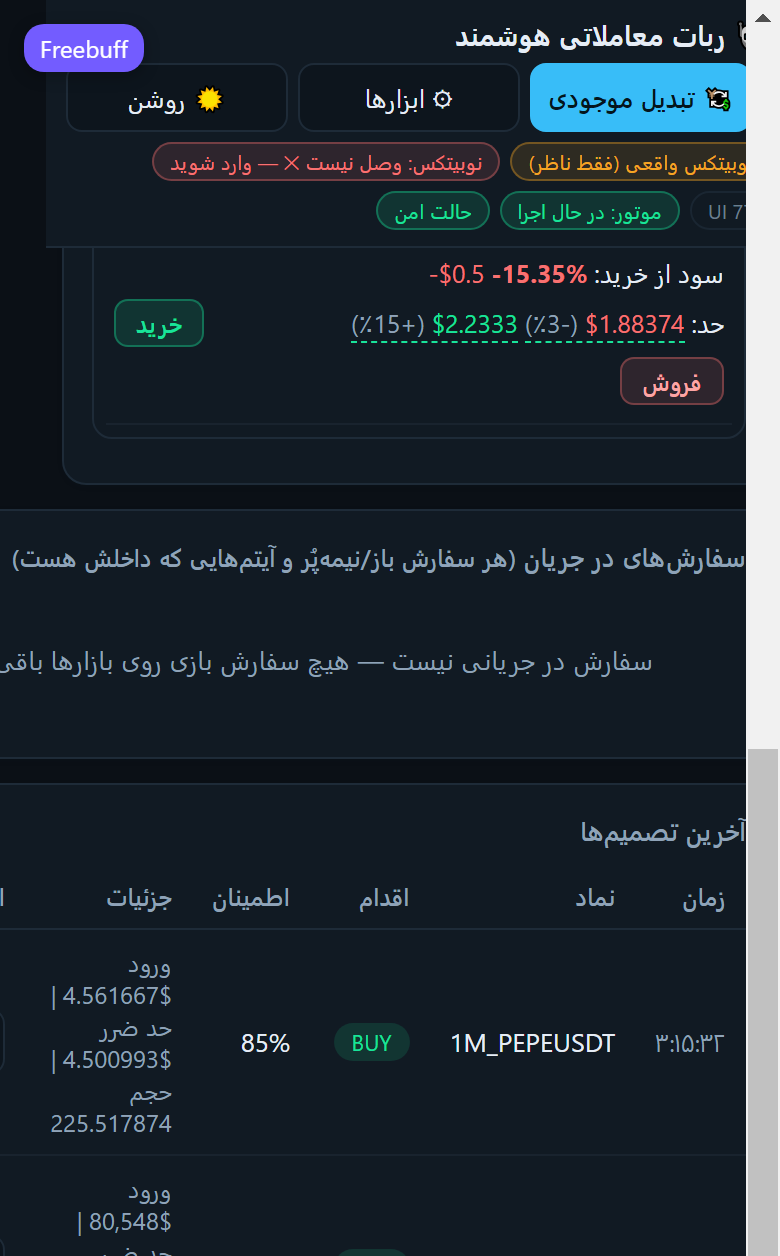 Freebuff
ربات معاملاتی هوشمند
تبدیل موجودی
ابزارها
روشن
وبیتکس واقعی (فقط ناظر)
نوبیتکس: وصل نیست ✕ — وارد شوید
UI 77
موتور: در حال اجرا
حالت امن
سود از خرید: -15.35% -$0.5
حد: $1.88374 (-3٪) $2.2333 (+15٪)
خرید
فروش
سفارش‌های در جریان (هر سفارش باز/نیمه‌پُر و آیتم‌هایی که داخلش هست)
سفارش در جریانی نیست — هیچ سفارش بازی روی بازارها باقی
آخرین تصمیم‌ها
زمان نماد اقدام اطمینان جزئیات
۳:۱۵:۳۲ 1M_PEPEUSDT BUY 85%
ورود
4.561667$ |
حد ضرر
4.500993$ |
حجم
225.517874
ورود
80,548$ |
حد ضرر